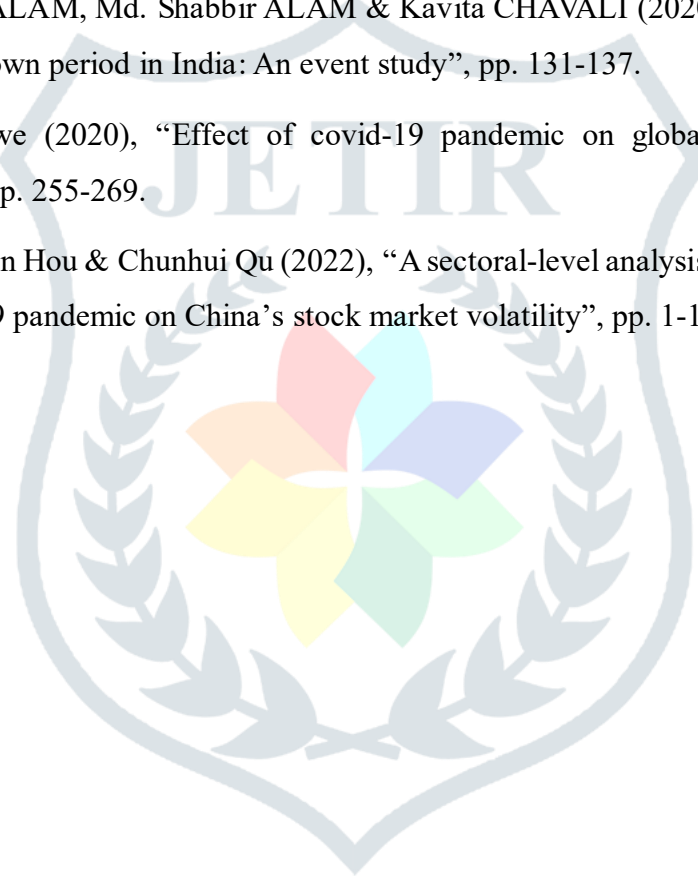 ALAM, Md. Shabbir ALAM & Kavita CHAVALI (202
own period in India: An event study”, pp. 131-137.
we (2020), “Effect of covid-19 pandemic on globa
p. 255-269.
JETIR
n Hou & Chunhui Qu (2022), “A sectoral-level analysis
9 pandemic on China’s stock market volatility”, pp. 1-1